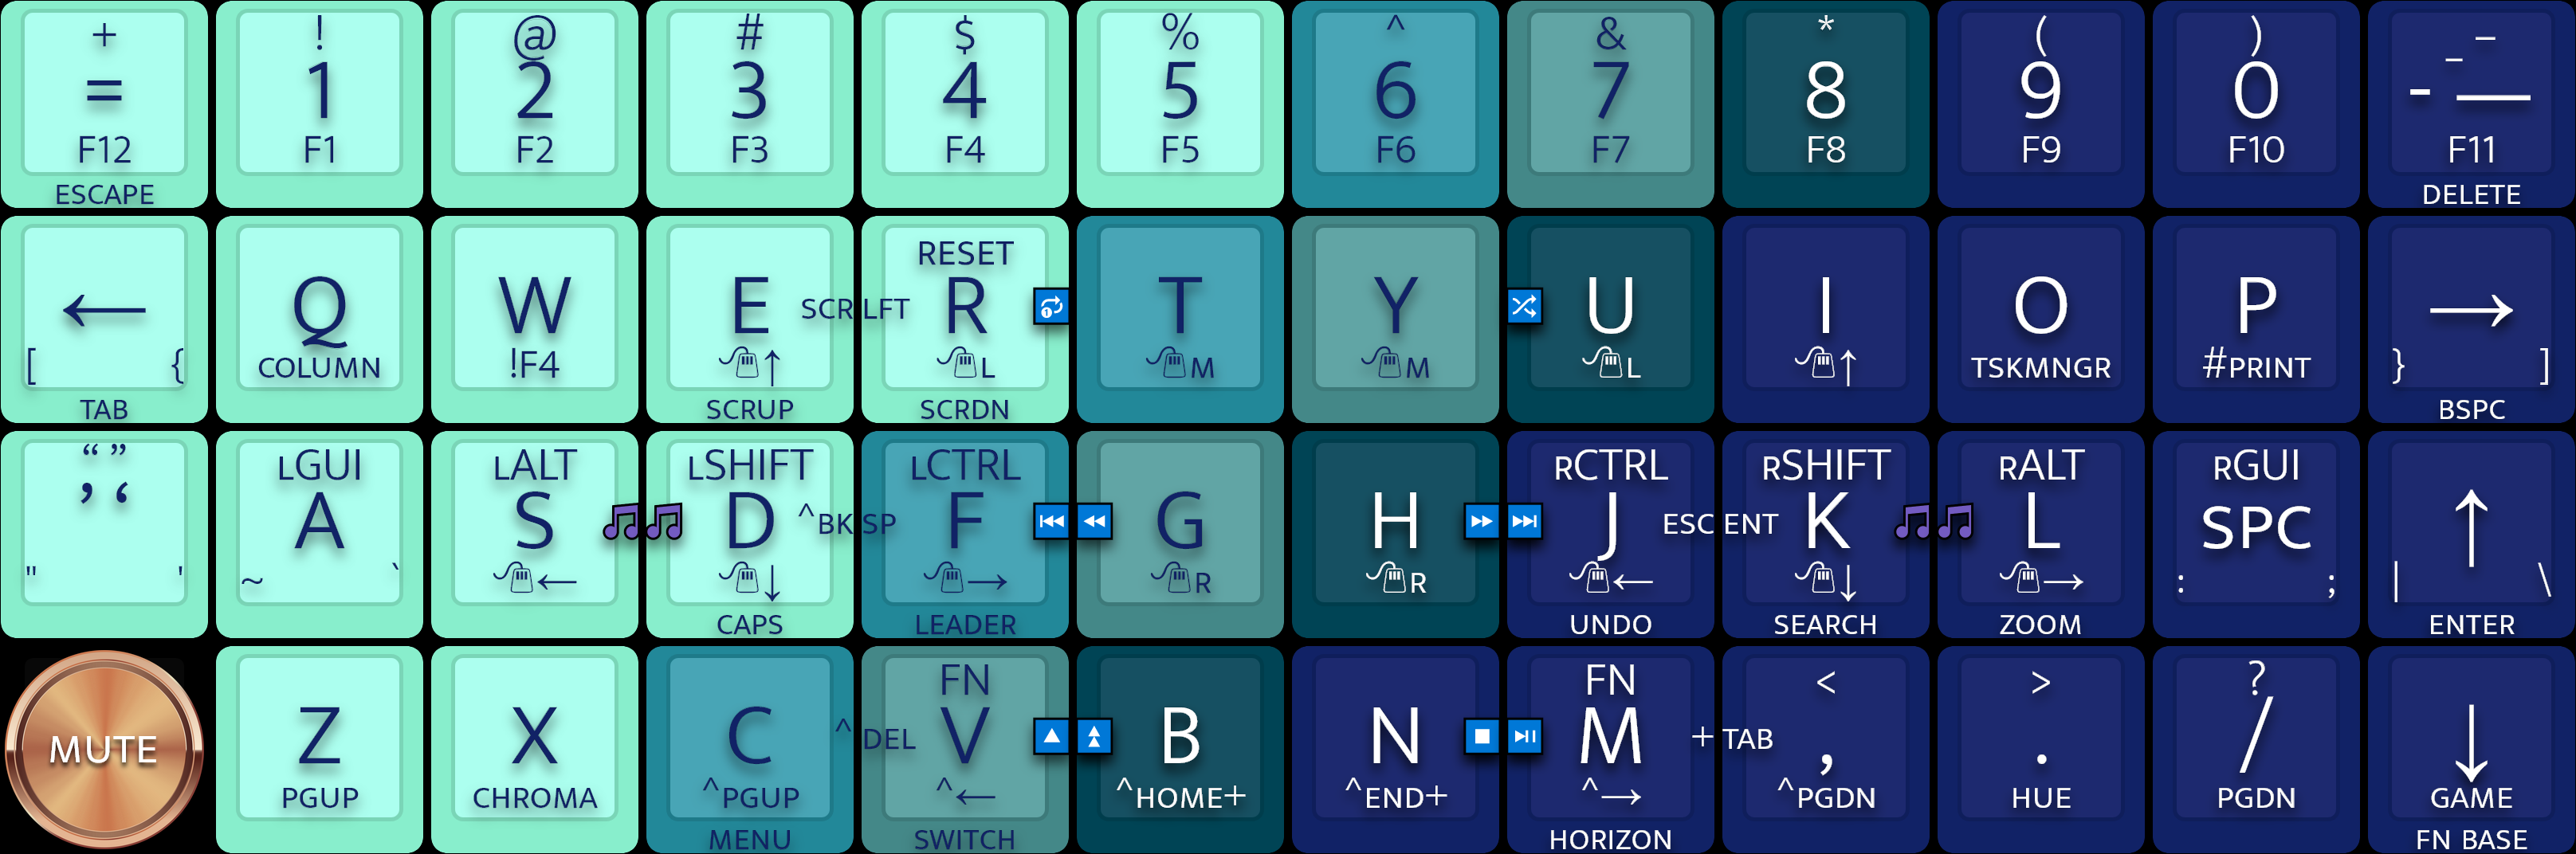 + ! @ # $ % ^ & * ( ) _ –
= 1 2 3 4 5 6 7 8 9 0 - —
F12 F1 F2 F3 F4 F5 F6 F7 F8 F9 F10 F11
ESCAPE DELETE
RESET
← Q W E SCR LFT R T Y U I O P →
[ { COLUMN !F4 ↑ L M M L ↑ TSKMNGR #PRINT } ]
TAB SCRUP SCRDN BSPC
“ ” LGUI LALT LSHIFT LCTRL RCTRL RSHIFT RALT RGUI
’ ‘ A S D ^BK SP F G H J ESC ENT K L SPC ↑
" ' ~ ` ← ↓ → R R ← ↓ → : ; | \
CAPS LEADER UNDO SEARCH ZOOM ENTER
FN FN < > ?
MUTE Z X C ^ DEL V B N M + TAB , . / ↓
PGUP CHROMA ^PGUP ^← ^HOME+ ^END+ ^→ ^PGDN HUE PGDN GAME
MENU SWITCH HORIZON FN BASE